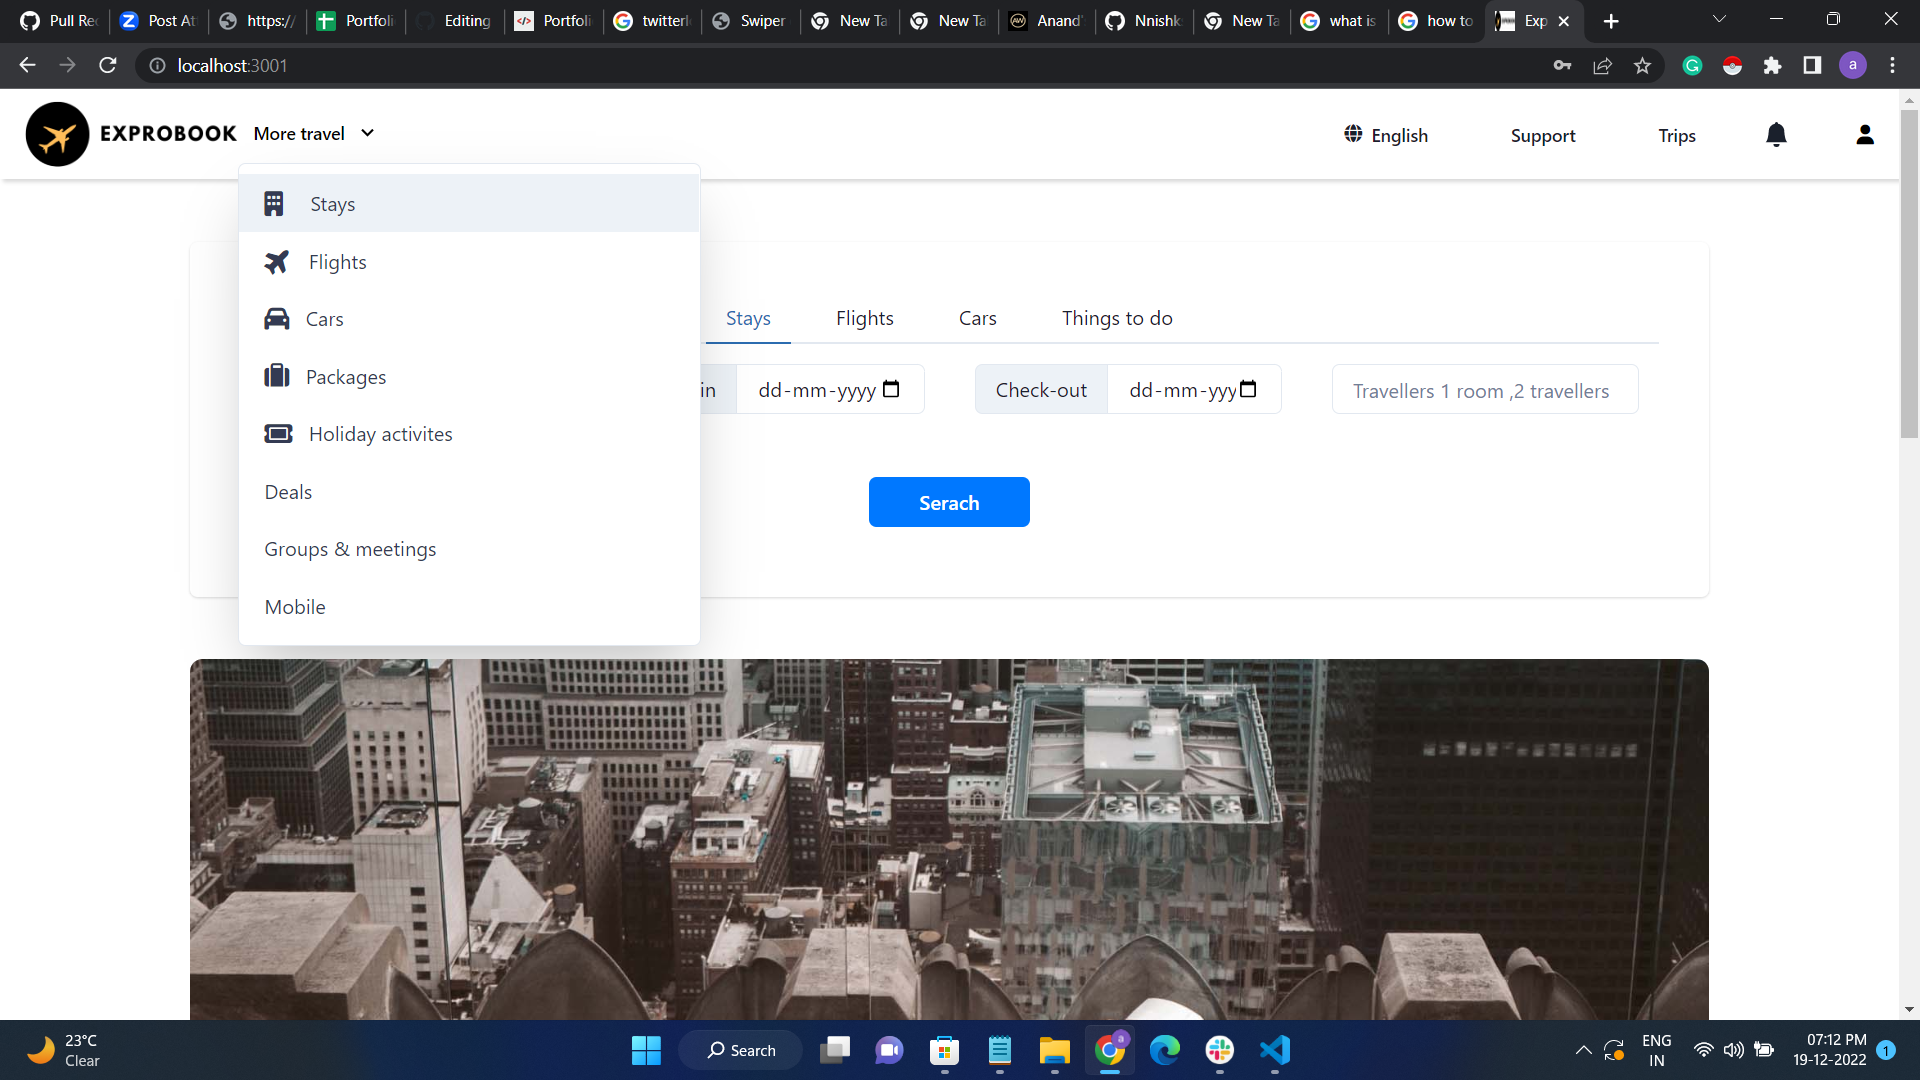 Pull Rec
Post At
https://
Portfoli
Editing
Portfoli
twitterl
Swiper
New Ta
New Ta
Anand'
Nnishk
New Ta
what is
how to
Exp
localhost:3001
a
EXPROBOOK
More travel
English
Support
Trips
Stays
Flights
Cars
Packages
Holiday activites
Deals
Groups & meetings
Mobile
Stays
Flights
Cars
Things to do
in
dd-mm-yyyy
Check-out
dd-mm-yyy
Travellers 1 room ,2 travellers
Serach
23°C
Clear
Search
a
ENG
IN
07:12 PM
19-12-2022
1